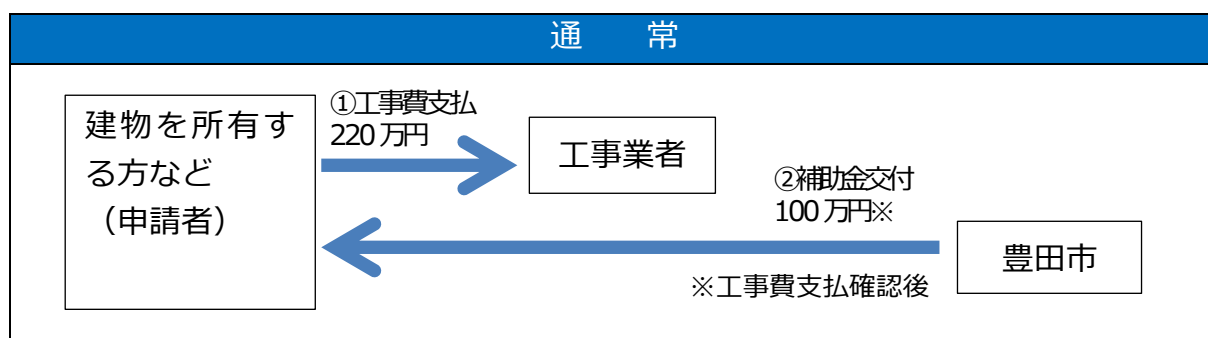 通　常
建物を所有す
る方など
（申請者）
①工事費支払
220万円
工事業者
②補助金交付
100万円※
豊田市
※工事費支払確認後